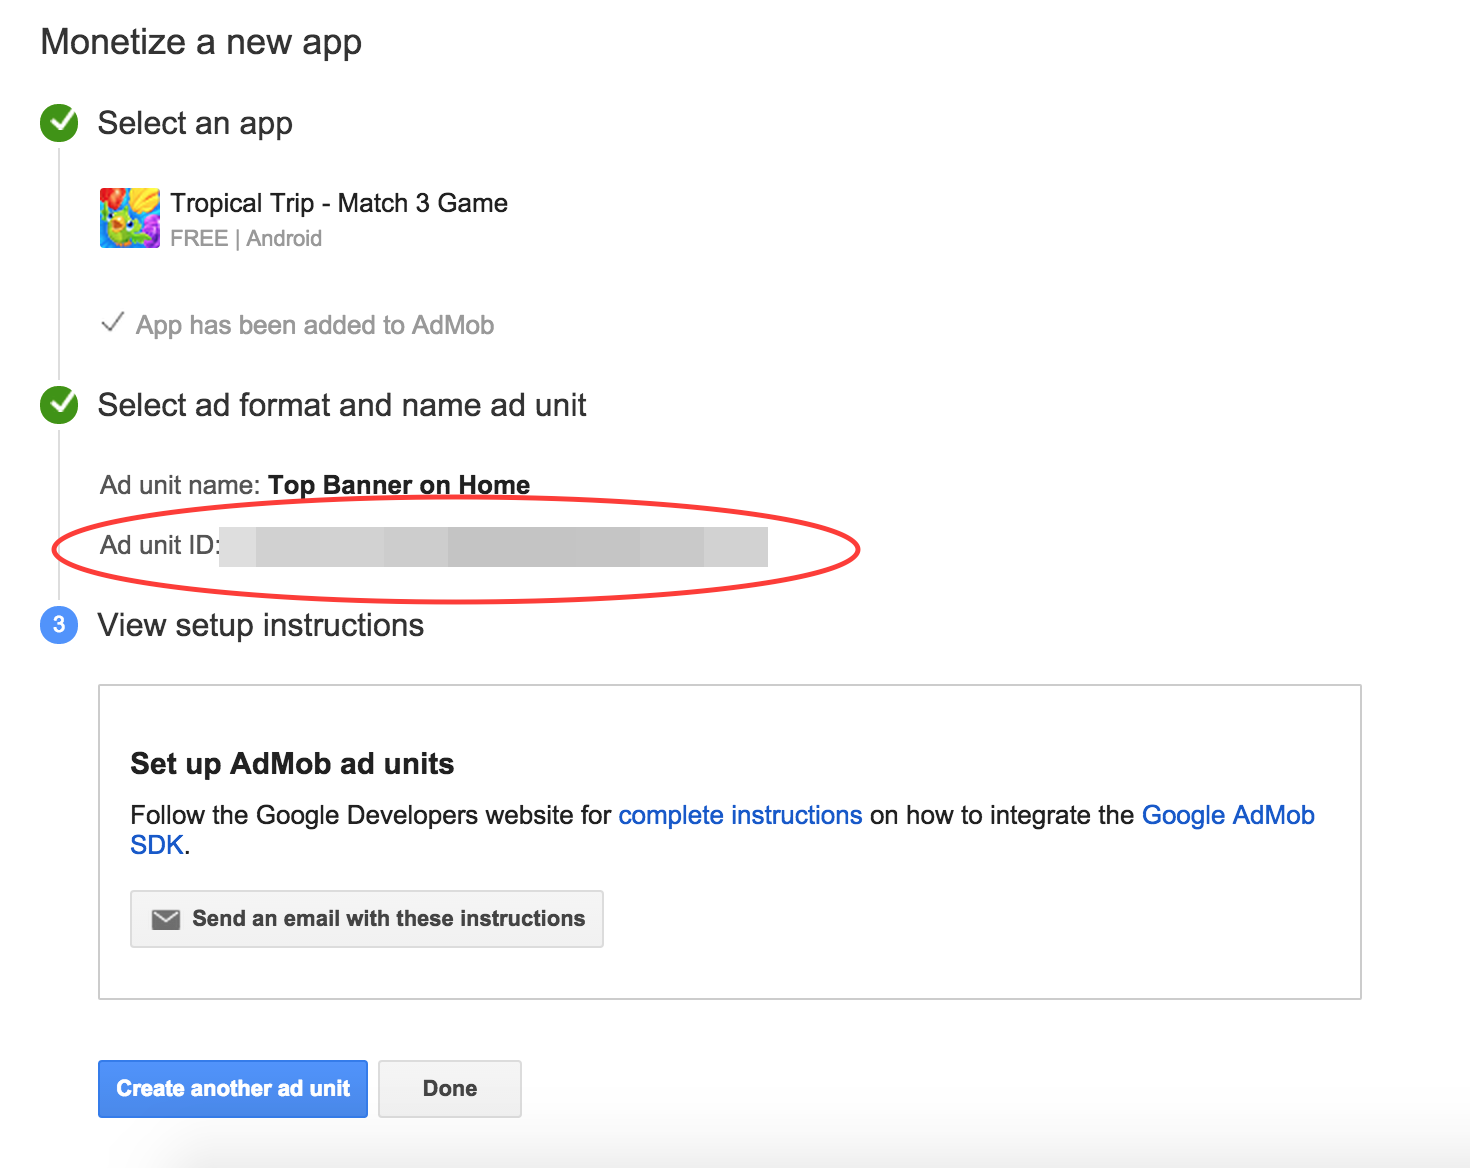 Monetize a new app
Select an app
Tropical Trip - Match 3 Game
FREE | Android
App has been added to AdMob
Select ad format and name ad unit
Ad unit name: Top Banner on Home
Ad unit ID:
3 View setup instructions
Set up AdMob ad units
Follow the Google Developers website for complete instructions on how to integrate the Google AdMob
SDK.
Send an email with these instructions
Create another ad unit Done